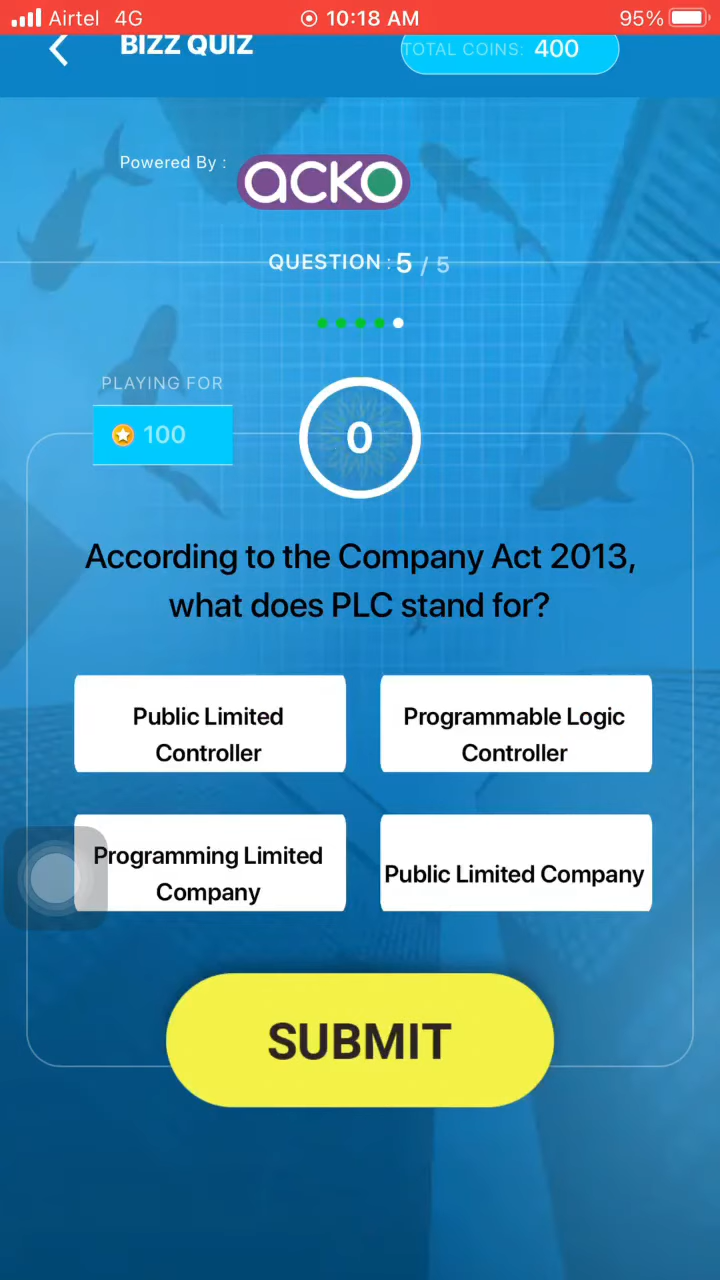 Airtel 4G 10:18 AM 95%
BIZZ QUIZ TOTAL COINS: 400
Powered By : acko
QUESTION : 5 / 5
PLAYING FOR
100 0
According to the Company Act 2013,
what does PLC stand for?
Public Limited
Controller
Programmable Logic
Controller
Programming Limited
Company
Public Limited Company
SUBMIT